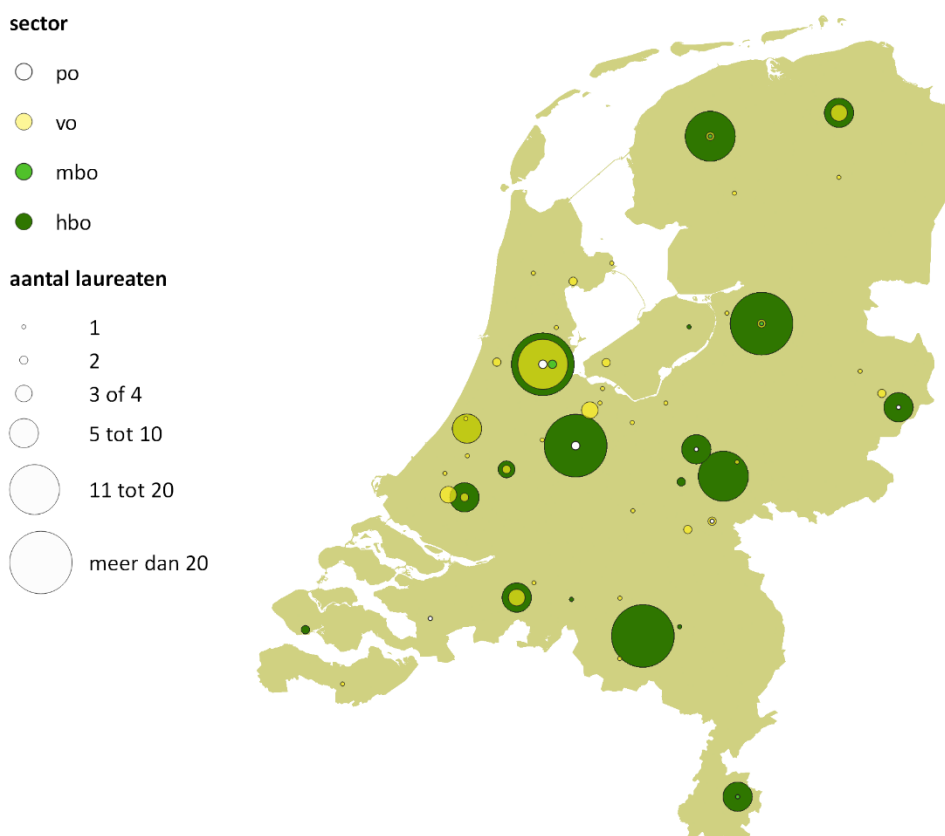 sector
po
vo
mbo
hbo
aantal laureaten
1
2
3 of 4
5 tot 10
11 tot 20
meer dan 20